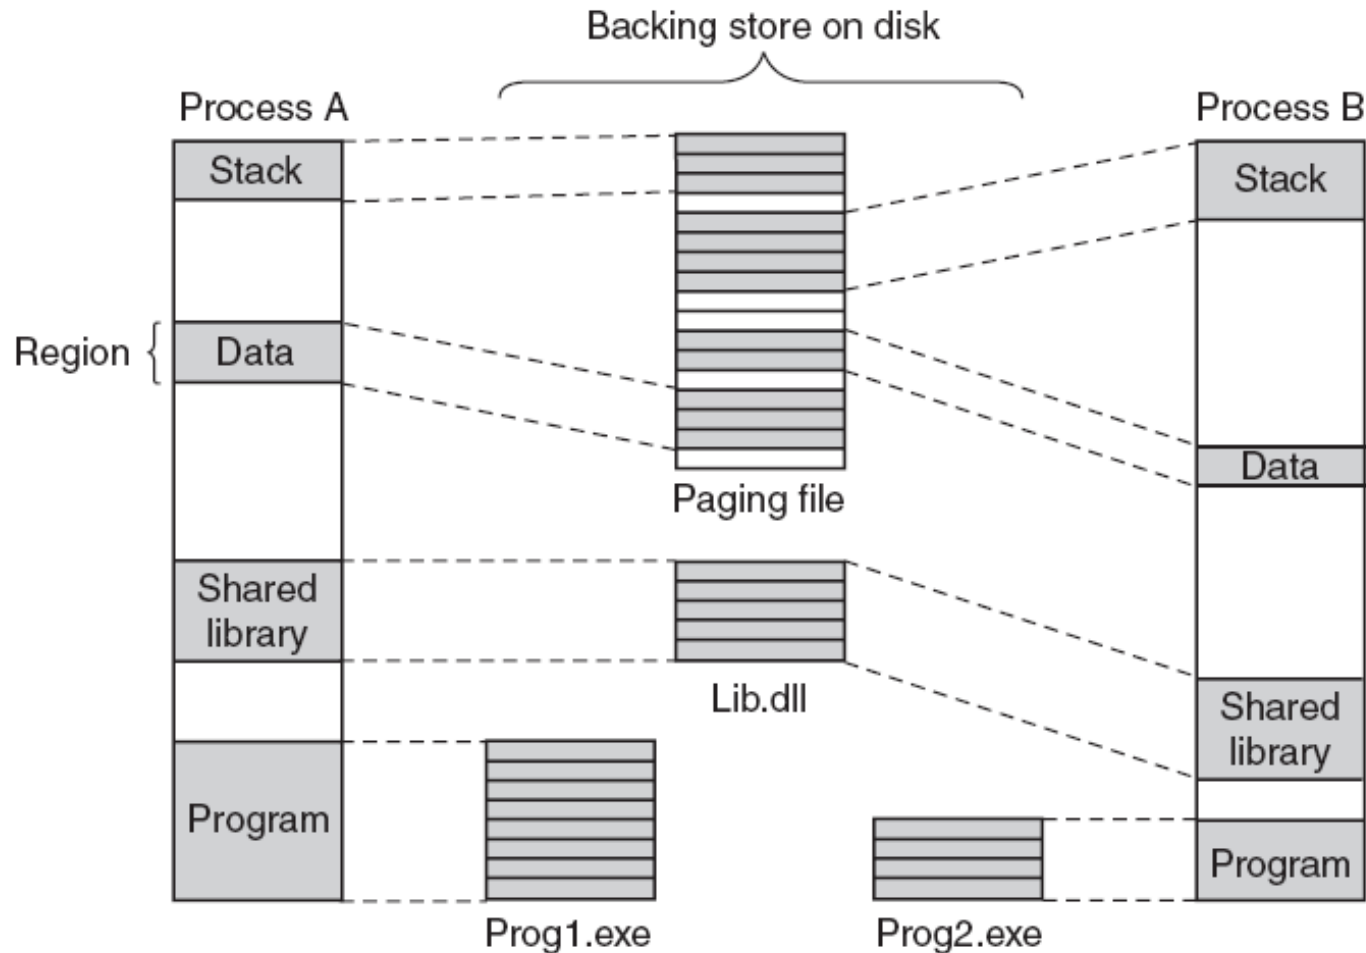 Backing store on disk
Process A
Process B
Stack
Stack
Region
Data
Data
Paging file
Shared
library
Lib.dll
Shared
library
Program
Program
Prog1.exe
Prog2.exe